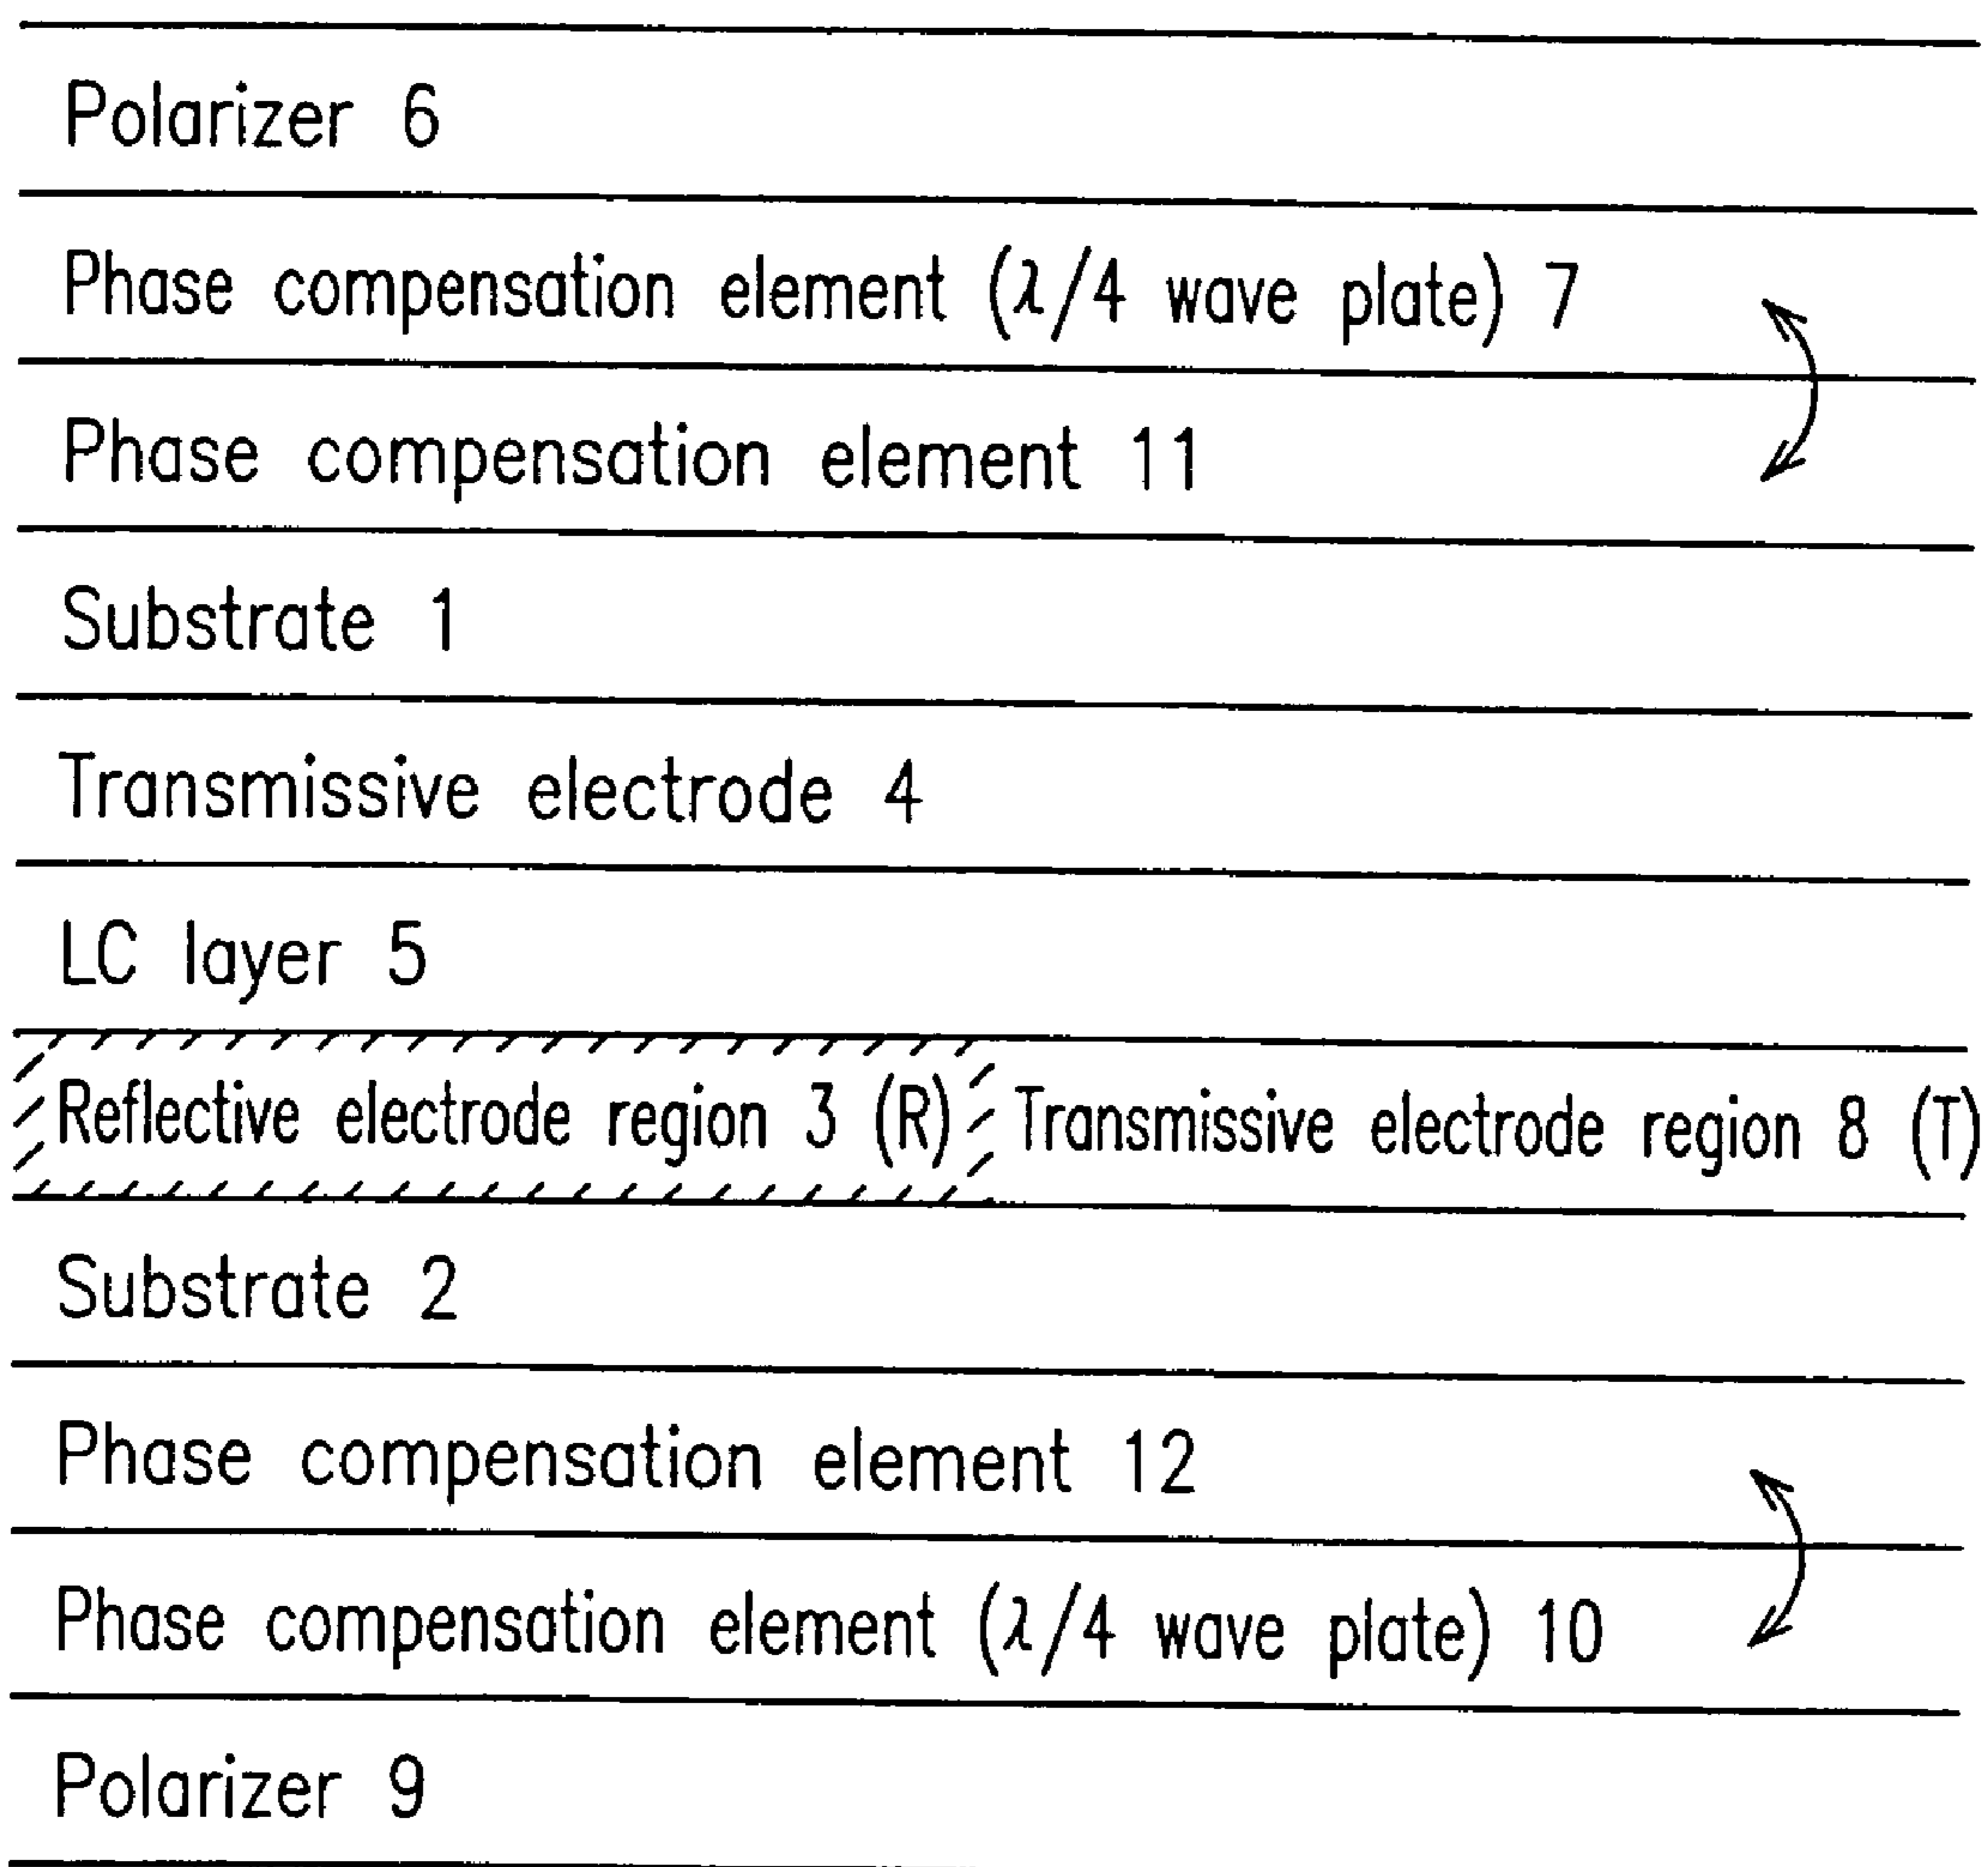 Polarizer 6
Phase compensation element (λ/4 wave plate) 7
Phase compensation element 11
Substrate 1
Transmissive electrode 4
LC layer 5
Reflective electrode region 3 (R) Transmissive electrode region 8 (T)
Substrate 2
Phase compensation element 12
Phase compensation element (λ/4 wave plate) 10
Polarizer 9